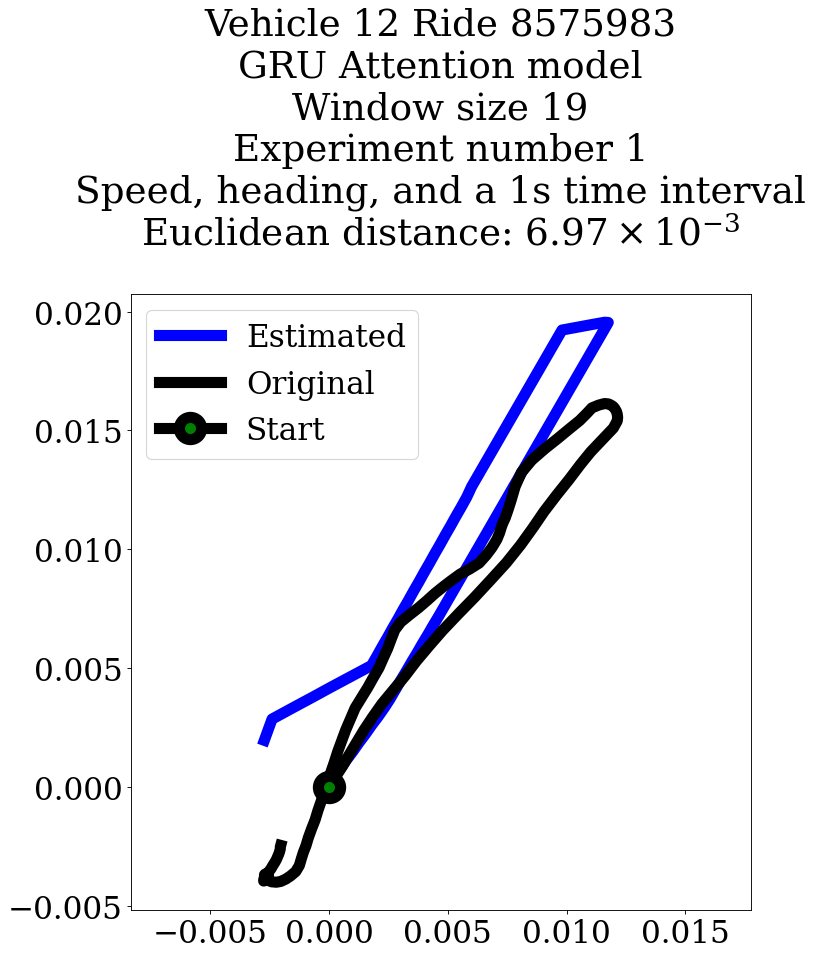 Vehicle 12 Ride 8575983
GRU Attention model
Window size 19
Experiment number 1
Speed, heading, and a 1s time interval
Euclidean distance: 6.97 × 10⁻³
Estimated
Original
Start
0.020
0.015
0.010
0.005
0.000
−0.005
−0.005 0.000 0.005 0.010 0.015